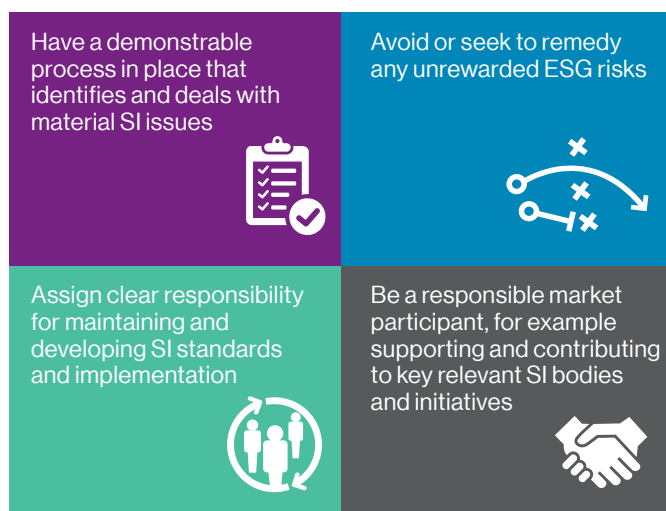 Have a demonstrable
process in place that
identifies and deals with
material SI issues
Avoid or seek to remedy
any unrewarded ESG risks
Assign clear responsibility
for maintaining and
developing SI standards
and implementation
Be a responsible market
participant, for example
supporting and contributing
to key relevant SI bodies
and initiatives